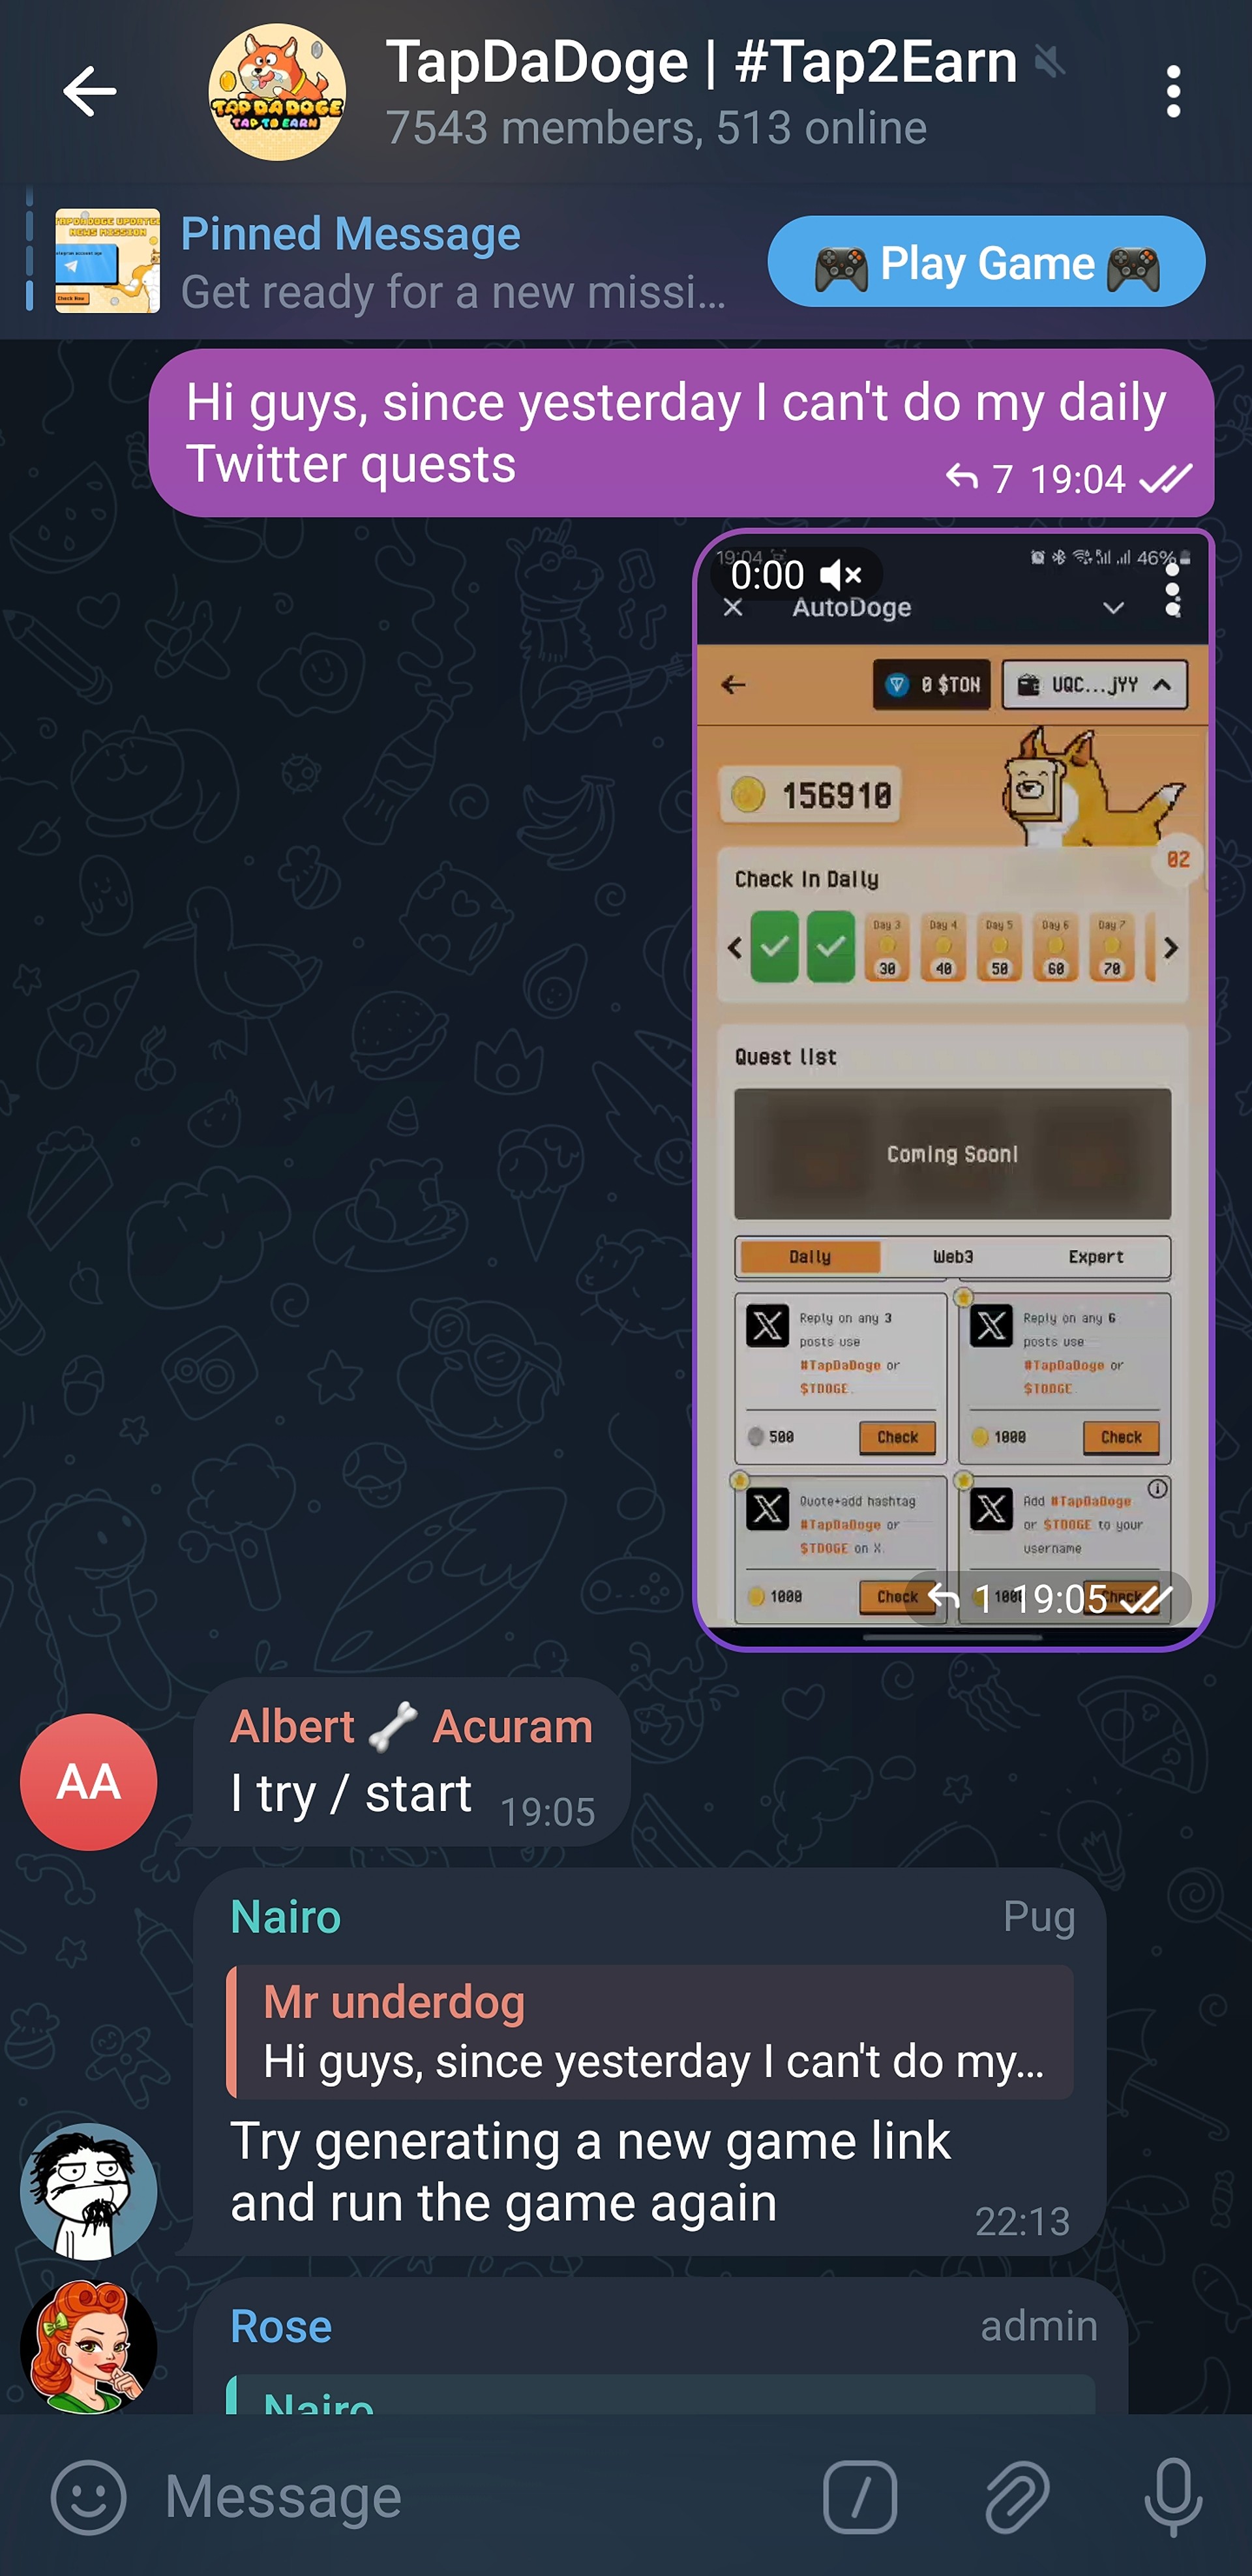 TapDaDoge | #Tap2Earn
7543 members, 513 online
TAP DA DOGE
TAP TO EARN
Pinned Message
Get ready for a new missi...
🎮 Play Game 🎮
Hi guys, since yesterday I can't do my daily
Twitter quests
7 19:04
19:04
46%
0:00
AutoDoge
0 $TON
UQC...jYY
156910
02
Check In Daily
Day 3
Day 4
Day 5
Day 6
Day 7
30
40
50
60
70
Quest list
Coming Soon!
Daily
Web3
Expert
Reply on any 3
posts use
#TapDaDoge or
$TDOGE.
500
Check
Reply on any 6
posts use
#TapDaDoge or
$TDOGE
1000
Check
Quote+add hashtag
#TapDaDoge or
$TDOGE on X.
1000
Check
Add #TapDaDoge
or $TDOGE to your
username
Check
1 19:05
AA
Albert 🦴 Acuram
I try / start
19:05
Nairo
Pug
Mr underdog
Hi guys, since yesterday I can't do my...
Try generating a new game link
and run the game again
22:13
Rose
admin
Nairo
Message